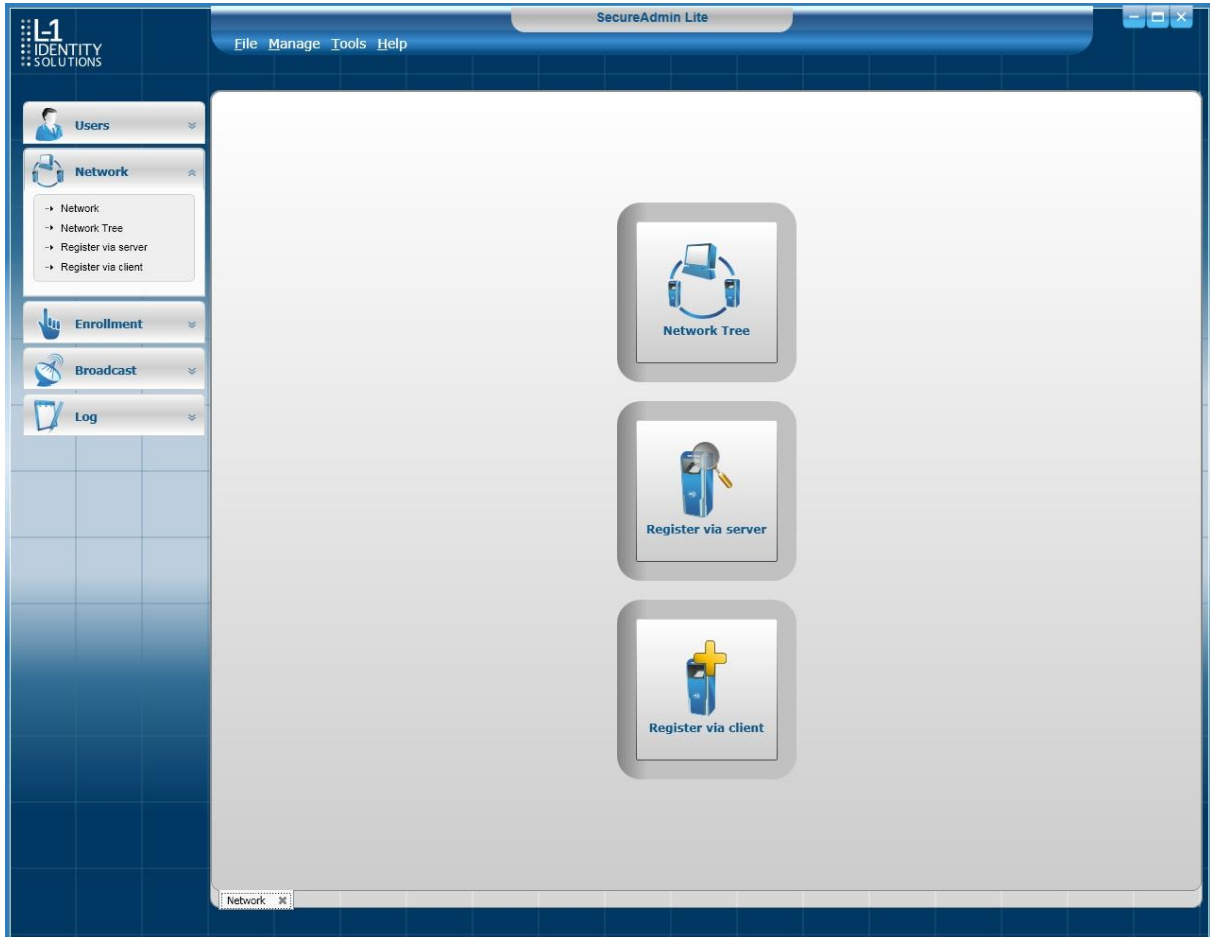 SecureAdmin Lite
L-1
IDENTITY
SOLUTIONS
File Manage Tools Help
Users
Network
Network
Network Tree
Register via server
Register via client
Enrollment
Broadcast
Log
Network Tree
Register via server
Register via client
Network